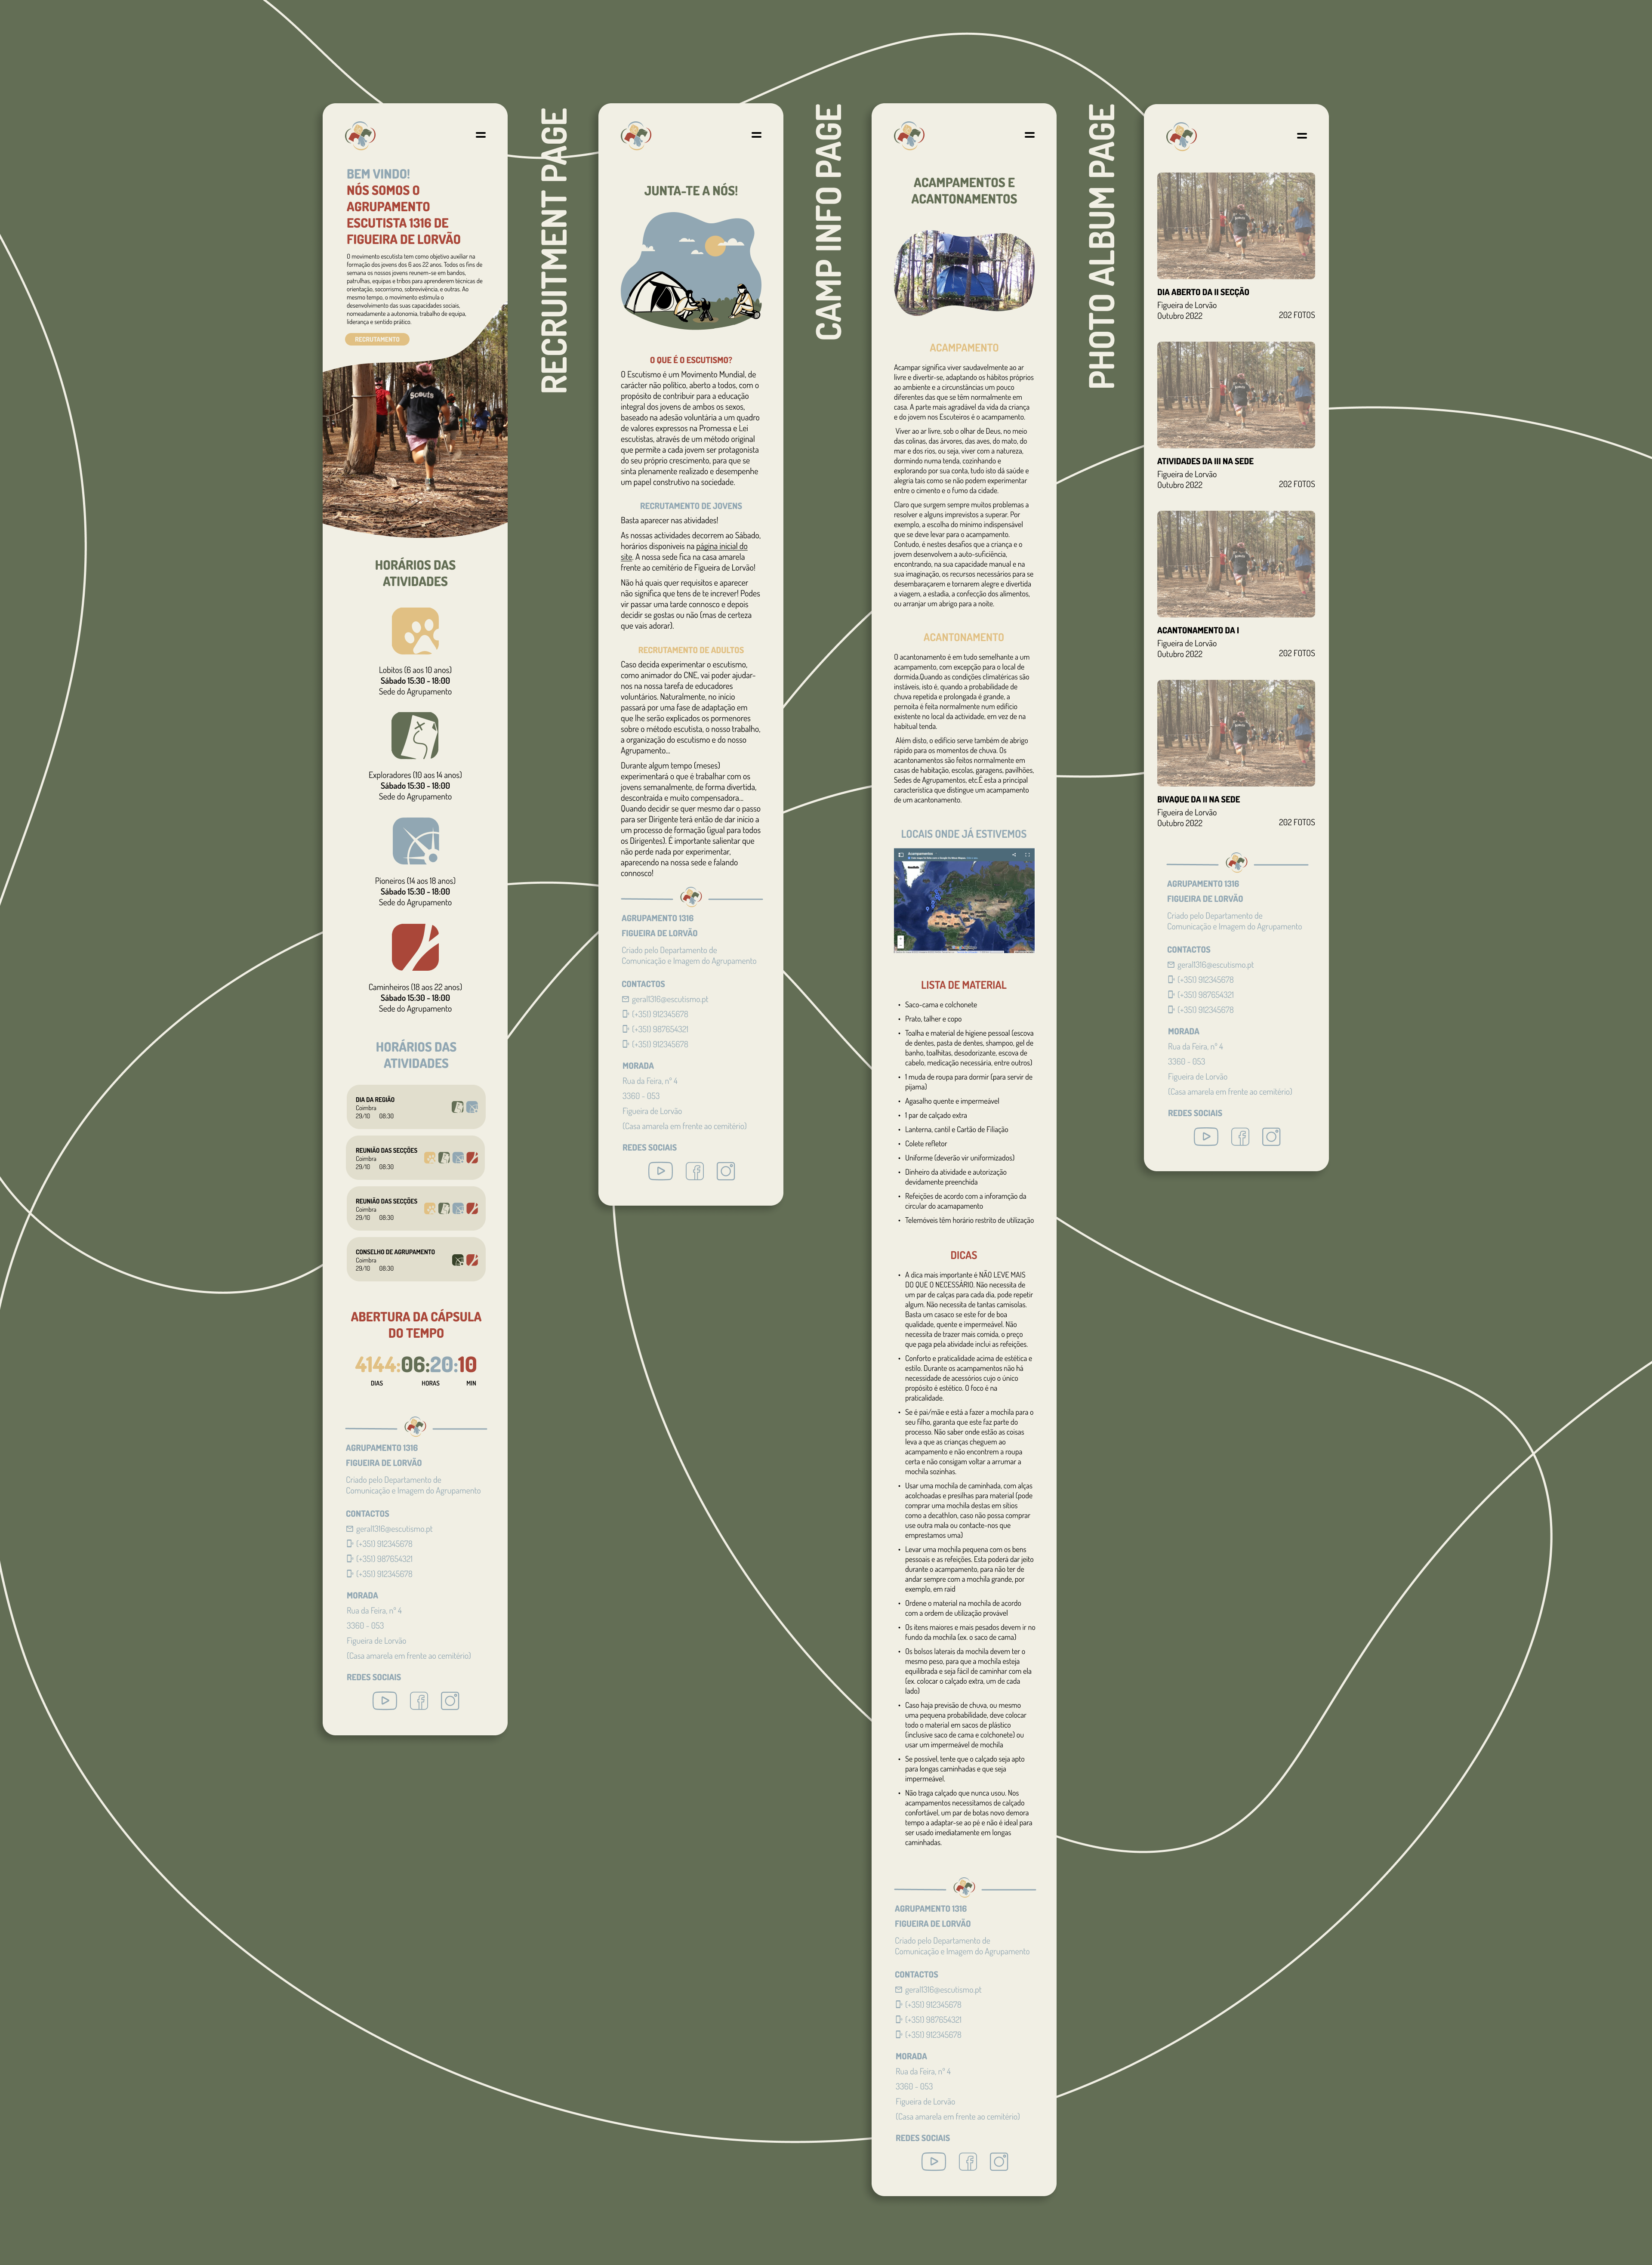 BEM VINDO!
NÓS SOMOS O
AGRUPAMENTO
ESCUTISTA 1316 DE
FIGUEIRA DE LORVÃO
O movimento escutista tem como objetivo auxiliar na
formação dos jovens dos 6 aos 22 anos. Todos os fins de
semana os nossos jovens reunem-se em bandos,
patrulhas, equipas e tribos para aprenderem técnicas de
orientação, socorrismo, sobrevivência, e outras. Ao
mesmo tempo, o movimento estimula o
desenvolvimento das suas capacidades sociais,
nomeadamente a autonomia, trabalho de equipa,
liderança e sentido prático.
RECRUTAMENTO
Scouts
HORÁRIOS DAS
ATIVIDADES
Lobitos (6 aos 10 anos)
Sábado 15:30 - 18:00
Sede do Agrupamento
Exploradores (10 aos 14 anos)
Sábado 15:30 - 18:00
Sede do Agrupamento
Pioneiros (14 aos 18 anos)
Sábado 15:30 - 18:00
Sede do Agrupamento
Caminheiros (18 aos 22 anos)
Sábado 15:30 - 18:00
Sede do Agrupamento
HORÁRIOS DAS
ATIVIDADES
DIA DA REGIÃO
Coimbra
29/10 08:30
REUNIÃO DAS SECÇÕES
Coimbra
29/10 08:30
REUNIÃO DAS SECÇÕES
Coimbra
29/10 08:30
CONSELHO DE AGRUPAMENTO
Coimbra
29/10 08:30
ABERTURA DA CÁPSULA
DO TEMPO
4144:06:20:10
DIAS HORAS MIN
AGRUPAMENTO 1316
FIGUEIRA DE LORVÃO
Criado pelo Departamento de
Comunicação e Imagem do Agrupamento
CONTACTOS
geral1316@escutismo.pt
(+351) 912345678
(+351) 987654321
(+351) 912345678
MORADA
Rua da Feira, nº 4
3360 - 053
Figueira de Lorvão
(Casa amarela em frente ao cemitério)
REDES SOCIAIS
RECRUITMENT PAGE
JUNTA-TE A NÓS!
O QUE É O ESCUTISMO?
O Escutismo é um Movimento Mundial, de
carácter não político, aberto a todos, com o
propósito de contribuir para a educação
integral dos jovens de ambos os sexos,
baseado na adesão voluntária a um quadro
de valores expressos na Promessa e Lei
escutistas, através de um método original
que permite a cada jovem ser protagonista
do seu próprio crescimento, para que se
sinta plenamente realizado e desempenhe
um papel construtivo na sociedade.
RECRUTAMENTO DE JOVENS
Basta aparecer nas atividades!
As nossas actividades decorrem ao Sábado,
horários disponiveis na página inicial do
site. A nossa sede fica na casa amarela
frente ao cemitério de Figueira de Lorvão!
Não há quais quer requisitos e aparecer
não significa que tens de te increver! Podes
vir passar uma tarde connosco e depois
decidir se gostas ou não (mas de certeza
que vais adorar).
RECRUTAMENTO DE ADULTOS
Caso decida experimentar o escutismo,
como animador do CNE, vai poder ajudar-
nos na nossa tarefa de educadores
voluntários. Naturalmente, no início
passará por uma fase de adaptação em
que lhe serão explicados os pormenores
sobre o método escutista, o nosso trabalho,
a organização do escutismo e do nosso
Agrupamento...
Durante algum tempo (meses)
experimentará o que é trabalhar com os
jovens semanalmente, de forma divertida,
descontraída e muito compensadora...
Quando decidir se quer mesmo dar o passo
para ser Dirigente terá então de dar início a
um processo de formação (igual para todos
os Dirigentes). É importante salientar que
não perde nada por experimentar,
aparecendo na nossa sede e falando
connosco!
AGRUPAMENTO 1316
FIGUEIRA DE LORVÃO
Criado pelo Departamento de
Comunicação e Imagem do Agrupamento
CONTACTOS
geral1316@escutismo.pt
(+351) 912345678
(+351) 987654321
(+351) 912345678
MORADA
Rua da Feira, nº 4
3360 - 053
Figueira de Lorvão
(Casa amarela em frente ao cemitério)
REDES SOCIAIS
CAMP INFO PAGE
ACAMPAMENTOS E
ACANTONAMENTOS
ACAMPAMENTO
Acampar significa viver saudavelmente ao ar
livre e divertir-se, adaptando os hábitos próprios
ao ambiente e a circunstâncias um pouco
diferentes das que se têm normalmente em
casa. A parte mais agradável da vida da criança
e do jovem nos Escuteiros é o acampamento.
Viver ao ar livre, sob o olhar de Deus, no meio
das colinas, das árvores, das aves, do mato, do
mar e dos rios, ou seja, viver com a natureza,
dormindo numa tenda, cozinhando e
explorando por sua conta, tudo isto dá saúde e
alegria tais como se não podem experimentar
entre o cimento e o fumo da cidade.
Claro que surgem sempre muitos problemas a
resolver e alguns imprevistos a superar. Por
exemplo, a escolha do mínimo indispensável
que se deve levar para o acampamento.
Contudo, é nestes desafios que a criança e o
jovem desenvolvem a auto-suficiência,
encontrando, na sua capacidade manual e na
sua imaginação, os recursos necessários para se
desembaraçarem e tornarem alegre e divertida
a viagem, a estadia, a confecção dos alimentos,
ou arranjar um abrigo para a noite.
ACANTONAMENTO
O acantonamento é em tudo semelhante a um
acampamento, com excepção para o local de
dormida.Quando as condições climatéricas são
instáveis, isto é, quando a probabilidade de
chuva repetida e prolongada é grande, a
pernoita é feita normalmente num edifício
existente no local da actividade, em vez de na
habitual tenda.
Além disto, o edifício serve também de abrigo
rápido para os momentos de chuva. Os
acantonamentos são feitos normalmente em
casas de habitação, escolas, garagens, pavilhões,
Sedes de Agrupamentos, etc.É esta a principal
característica que distingue um acampamento
de um acantonamento.
LOCAIS ONDE JÁ ESTIVEMOS
Acampamentos
LISTA DE MATERIAL
• Saco-cama e colchonete
• Prato, talher e copo
• Toalha e material de higiene pessoal (escova
de dentes, pasta de dentes, shampoo, gel de
banho, toalhitas, desodorizante, escova de
cabelo, medicação necessária, entre outros)
• 1 muda de roupa para dormir (para servir de
pijama)
• Agasalho quente e impermeável
• 1 par de calçado extra
• Lanterna, cantil e Cartão de Filiação
• Colete refletor
• Uniforme (deverão vir uniformizados)
• Dinheiro da atividade e autorização
devidamente preenchida
• Refeições de acordo com a inforamção da
circular do acamapamento
• Telemóveis têm horário restrito de utilização
DICAS
• A dica mais importante é NÃO LEVE MAIS
DO QUE O NECESSÁRIO. Não necessita de
um par de calças para cada dia, pode repetir
algum. Não necessita de tantas camisolas.
Basta um casaco se este for de boa
qualidade, quente e impermeável. Não
necessita de trazer mais comida, o preço
que paga pela atividade inclui as refeições.
• Conforto e praticalidade acima de estética e
estilo. Durante os acampamentos não há
necessidade de acessórios cujo o único
propósito é estético. O foco é na
praticalidade.
• Se é pai/mãe e está a fazer a mochila para o
seu filho, garanta que este faz parte do
processo. Não saber onde estão as coisas
leva a que as crianças cheguem ao
acampamento e não encontrem a roupa
certa e não consigam voltar a arrumar a
mochila sozinhas.
• Usar uma mochila de caminhada, com alças
acolchoadas e presilhas para material (pode
comprar uma mochila destas em sítios
como a decathlon, caso não possa comprar
use outra mala ou contacte-nos que
emprestamos uma)
• Levar uma mochila pequena com os bens
pessoais e as refeições. Esta poderá dar jeito
durante o acampamento, para não ter de
andar sempre com a mochila grande, por
exemplo, em raid
• Ordene o material na mochila de acordo
com a ordem de utilização provável
• Os itens maiores e mais pesados devem ir no
fundo da mochila (ex. o saco de cama)
• Os bolsos laterais da mochila devem ter o
mesmo peso, para que a mochila esteja
equilibrada e seja fácil de caminhar com ela
(ex. colocar o calçado extra, um de cada
lado)
• Caso haja previsão de chuva, ou mesmo
uma pequena probabilidade, deve colocar
todo o material em sacos de plástico
(inclusive saco de cama e colchonete) ou
usar um impermeável de mochila
• Se possível, tente que o calçado seja apto
para longas caminhadas e que seja
impermeável.
• Não traga calçado que nunca usou. Nos
acampamentos necessitamos de calçado
confortável, um par de botas novo demora
tempo a adaptar-se ao pé e não é ideal para
ser usado imediatamente em longas
caminhadas.
AGRUPAMENTO 1316
FIGUEIRA DE LORVÃO
Criado pelo Departamento de
Comunicação e Imagem do Agrupamento
CONTACTOS
geral1316@escutismo.pt
(+351) 912345678
(+351) 987654321
(+351) 912345678
MORADA
Rua da Feira, nº 4
3360 - 053
Figueira de Lorvão
(Casa amarela em frente ao cemitério)
REDES SOCIAIS
PHOTO ALBUM PAGE
DIA ABERTO DA II SECÇÃO
Figueira de Lorvão
Outubro 2022 202 FOTOS
ATIVIDADES DA III NA SEDE
Figueira de Lorvão
Outubro 2022 202 FOTOS
ACANTONAMENTO DA I
Figueira de Lorvão
Outubro 2022 202 FOTOS
BIVAQUE DA II NA SEDE
Figueira de Lorvão
Outubro 2022 202 FOTOS
AGRUPAMENTO 1316
FIGUEIRA DE LORVÃO
Criado pelo Departamento de
Comunicação e Imagem do Agrupamento
CONTACTOS
geral1316@escutismo.pt
(+351) 912345678
(+351) 987654321
(+351) 912345678
MORADA
Rua da Feira, nº 4
3360 - 053
Figueira de Lorvão
(Casa amarela em frente ao cemitério)
REDES SOCIAIS